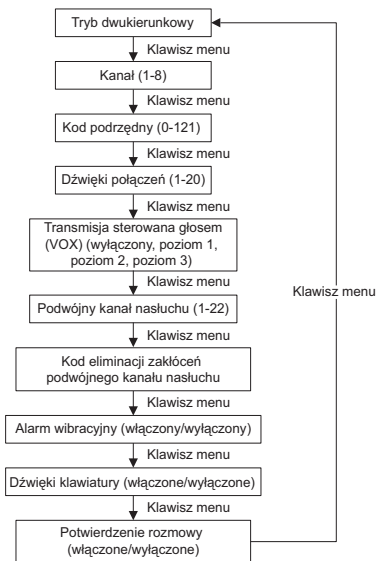 Tryb dwukierunkowy
Klawisz menu
Kanał (1-8)
Klawisz menu
Kod podrzędny (0-121)
Klawisz menu
Dźwięki połączeń (1-20)
Klawisz menu
Transmisja sterowana głosem
(VOX) (wyłączony, poziom 1,
poziom 2, poziom 3)
Klawisz menu
Klawisz menu
Podwójny kanał nasłuchu (1-22)
Klawisz menu
Kod eliminacji zakłóceń
podwójnego kanału nasłuchu
Klawisz menu
Alarm wibracyjny (włączony/wyłączony)
Klawisz menu
Dźwięki klawiatury (włączone/wyłączone)
Klawisz menu
Potwierdzenie rozmowy
(włączone/wyłączone)